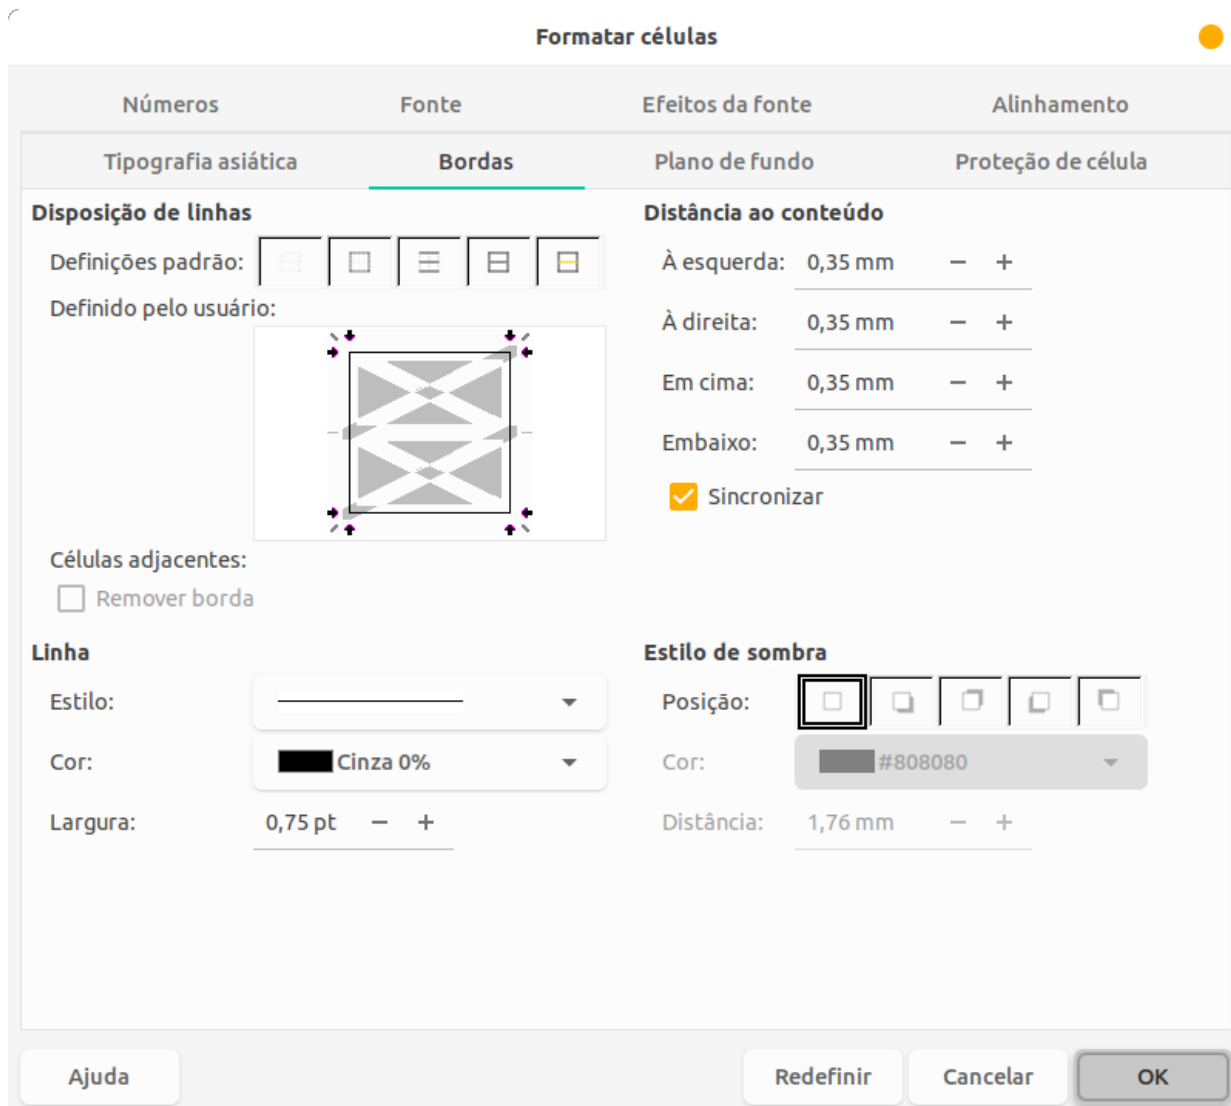 Formatar células
Números Fonte Efeitos da fonte Alinhamento
Tipografia asiática Bordas Plano de fundo Proteção de célula
Disposição de linhas
Definições padrão:
Definido pelo usuário:
Células adjacentes:
Remover borda
Distância ao conteúdo
À esquerda: 0,35 mm − +
À direita: 0,35 mm − +
Em cima: 0,35 mm − +
Embaixo: 0,35 mm − +
Sincronizar
Linha
Estilo:
Cor: Cinza 0%
Largura: 0,75 pt − +
Estilo de sombra
Posição:
Cor: #808080
Distância: 1,76 mm − +
Ajuda Redefinir Cancelar OK